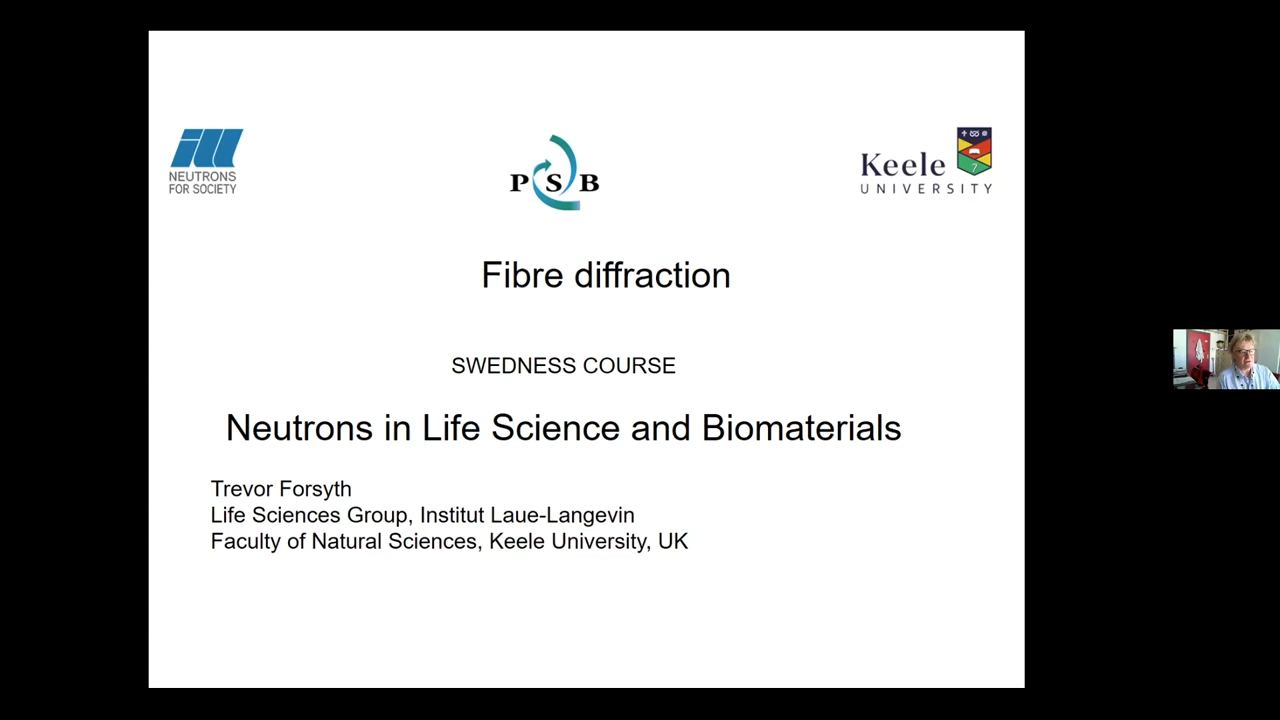 ill
NEUTRONS
FOR SOCIETY
PSB
Keele
UNIVERSITY
Fibre diffraction
SWEDNESS COURSE
Neutrons in Life Science and Biomaterials
Trevor Forsyth
Life Sciences Group, Institut Laue-Langevin
Faculty of Natural Sciences, Keele University, UK